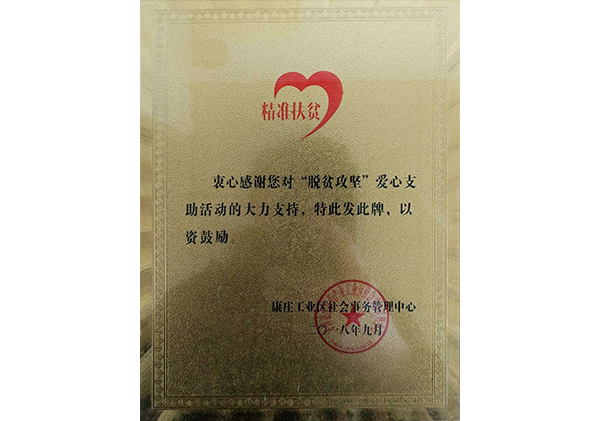 精准扶贫
衷心感谢您对“脱贫攻坚”爱心支
助活动的大力支持，特此发此牌，以
资鼓励。
康庄工业区社会事务管理中心
二〇一八年九月